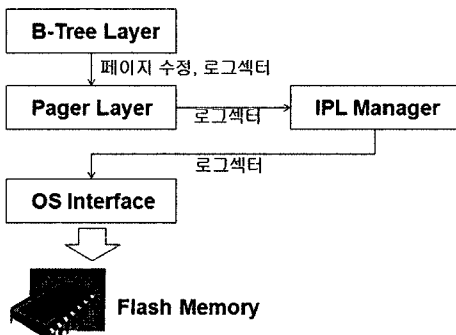 B-Tree Layer
페이지 수정, 로그섹터
Pager Layer
로그섹터
IPL Manager
로그섹터
OS Interface
Flash Memory